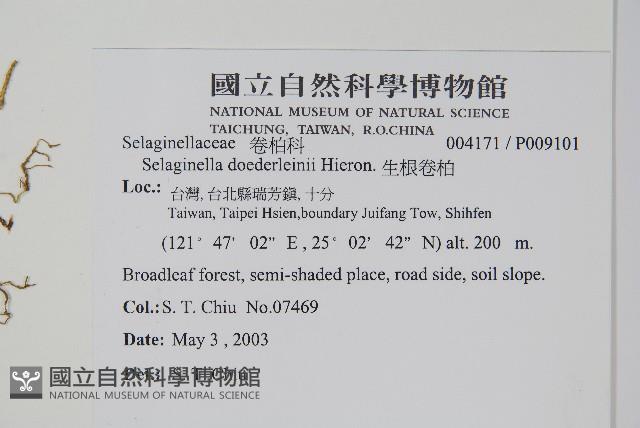 國立自然科學博物館
NATIONAL MUSEUM OF NATURAL SCIENCE
TAICHUNG, TAIWAN, R.O.CHINA
Selaginellaceae 卷柏科 004171 / P009101
Selaginella doederleinii Hieron. 生根卷柏
Loc.: 台灣, 台北縣瑞芳鎮, 十分
Taiwan, Taipei Hsien,boundary Juifang Tow, Shihfen
(121° 47' 02" E , 25° 02' 42" N) alt. 200 m.
Broadleaf forest, semi-shaded place, road side, soil slope.
Col.: S. T. Chiu No.07469
Date: May 3 , 2003
國立自然科學博物館
NATIONAL MUSEUM OF NATURAL SCIENCE